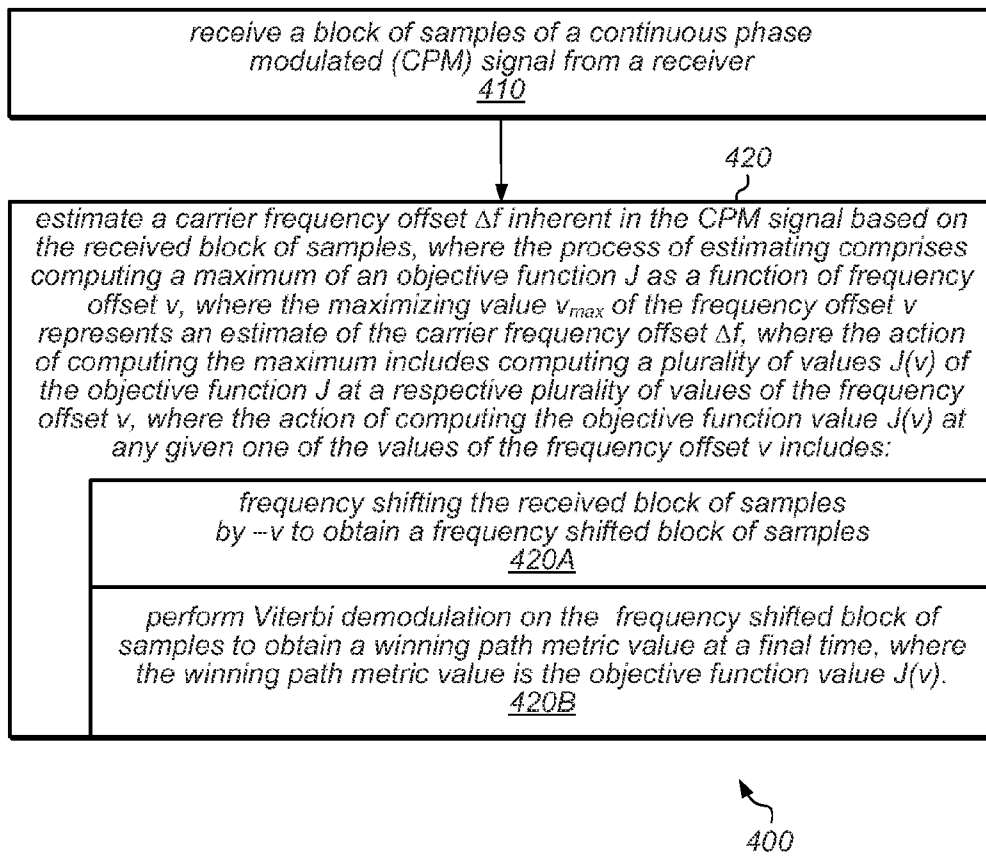 receive a block of samples of a continuous phase
modulated (CPM) signal from a receiver
410
420
estimate a carrier frequency offset Δf inherent in the CPM signal based on
the received block of samples, where the process of estimating comprises
computing a maximum of an objective function J as a function of frequency
offset v, where the maximizing value vmax of the frequency offset v
represents an estimate of the carrier frequency offset Δf, where the action
of computing the maximum includes computing a plurality of values J(v) of
the objective function J at a respective plurality of values of the frequency
offset v, where the action of computing the objective function value J(v) at
any given one of the values of the frequency offset v includes:
frequency shifting the received block of samples
by –v to obtain a frequency shifted block of samples
420A
perform Viterbi demodulation on the frequency shifted block of
samples to obtain a winning path metric value at a final time, where
the winning path metric value is the objective function value J(v).
420B
400